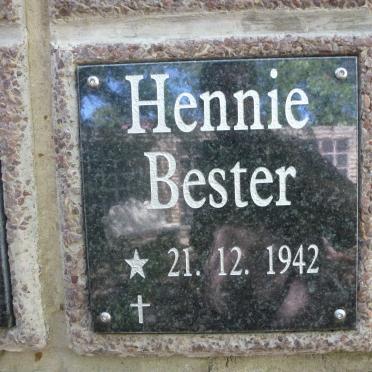 Hennie
Bester
★ 21. 12. 1942
✝